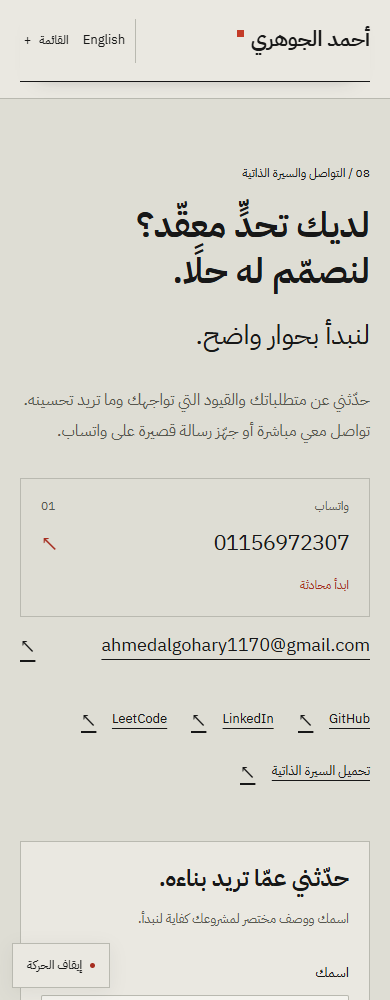 أحمد الجوهري
English
القائمة +
08 / التواصل والسيرة الذاتية
لديك تحدٍّ معقّد؟
لنصمّم له حلًا.
لنبدأ بحوار واضح.
حدّثني عن متطلباتك والقيود التي تواجهك وما تريد تحسينه.
تواصل معي مباشرة أو جهّز رسالة قصيرة على واتساب.
واتساب
01
01156972307
↖
ابدأ محادثة
ahmedalgohary1170@gmail.com ↖
GitHub ↖ LinkedIn ↖ LeetCode ↖
تحميل السيرة الذاتية ↖
حدّثني عمّا تريد بناءه.
اسمك ووصف مختصر لمشروعك كفاية لنبدأ.
اسمك
إيقاف الحركة